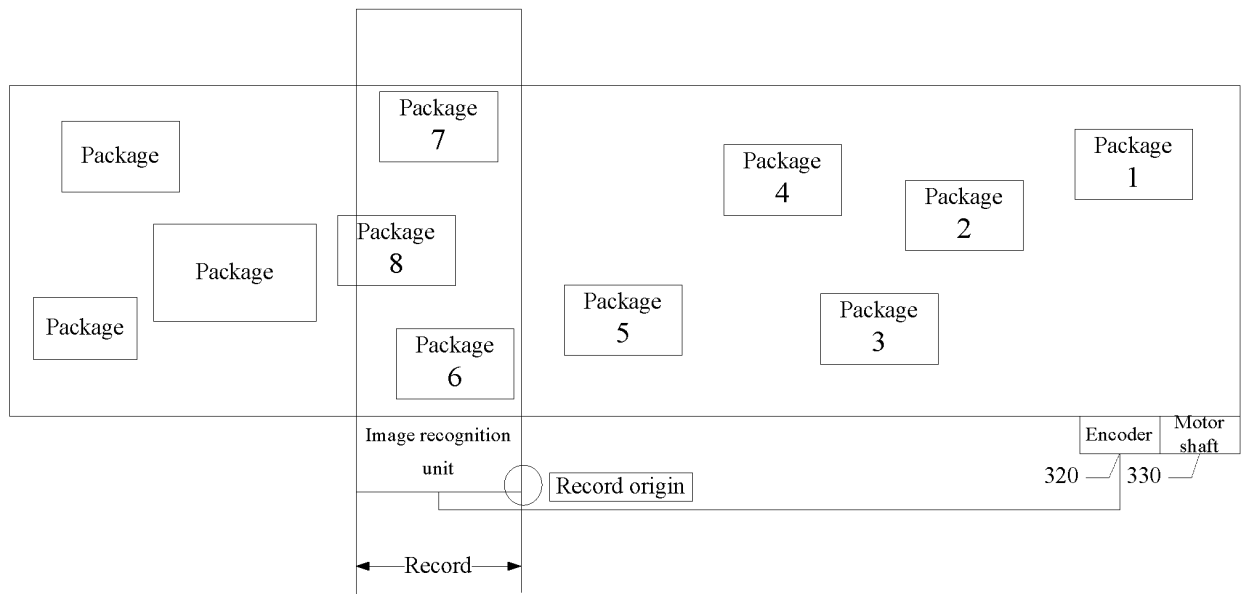 Package
7
Package
1
Package
4
Package
Package
2
Package
8
Package
Package
5
Package
3
Package
Package
6
Image recognition
unit
Encoder
Motor
shaft
320
330
Record origin
Record